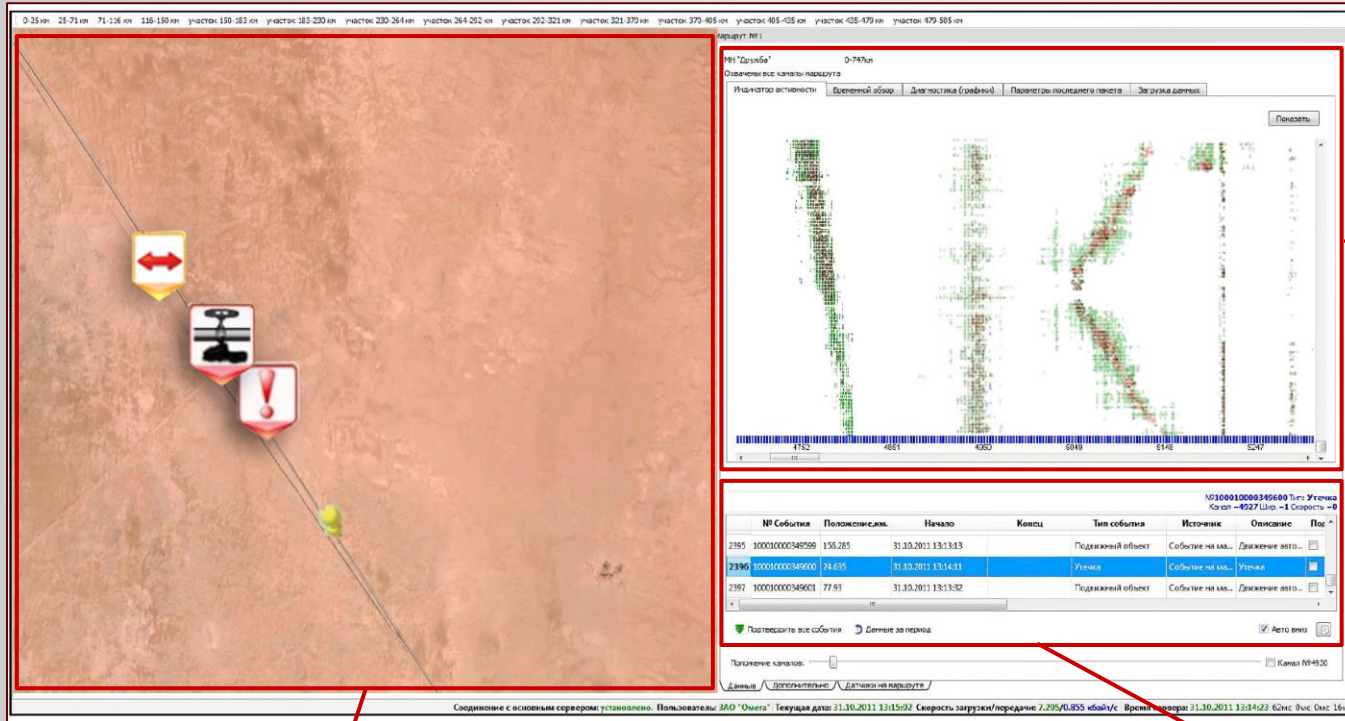 0-25 км 25-71 км 71-116 км 116-150 км участок 150-183 км участок 183-230 км участок 230-264 км участок 264-292 км участок 292-321 км участок 321-370 км участок 370-405 км участок 405-435 км участок 435-479 км участок 479-505 км
Маршрут №1
МН "Дружба" 0-747км
Охвачены все каналы маршрута
Индикатор активности Временной обзор Диагностика (графики) Параметры последнего пакета Загрузка данных
Показать
4752 4851 4950 5049 5148 5247
№100010000349600 Тип: Утечка
Канал ~4927 Шир. ~1 Скорость ~0
№ События Положение,км. Начало Конец Тип события Источник Описание
2395 100010000349599 156.285 31.10.2011 13:13:13 Подвижный объект Событие на ма... Движение авто...
2396 100010000349600 24.635 31.10.2011 13:14:11 Утечка Событие на ма... Утечка
2397 100010000349601 77.93 31.10.2011 13:13:32 Подвижный объект Событие на ма... Движение авто...
Подтвердить все события Данные за период Авто вниз
Положение каналов: Канал №4950
Данные Дополнительно Датчики на маршруте
Соединение с основным сервером: установлено. Пользователь: ЗАО "Омега" Текущая дата: 31.10.2011 13:15:02 Скорость загрузки/передачи: 7.295/0.855 кбайт/с Время сервера: 31.10.2011 13:14:23 62мс 0мс 0мс